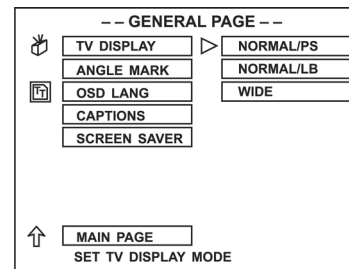 -- GENERAL PAGE --
TV DISPLAY
NORMAL/PS
ANGLE MARK
NORMAL/LB
OSD LANG
WIDE
CAPTIONS
SCREEN SAVER
MAIN PAGE
SET TV DISPLAY MODE